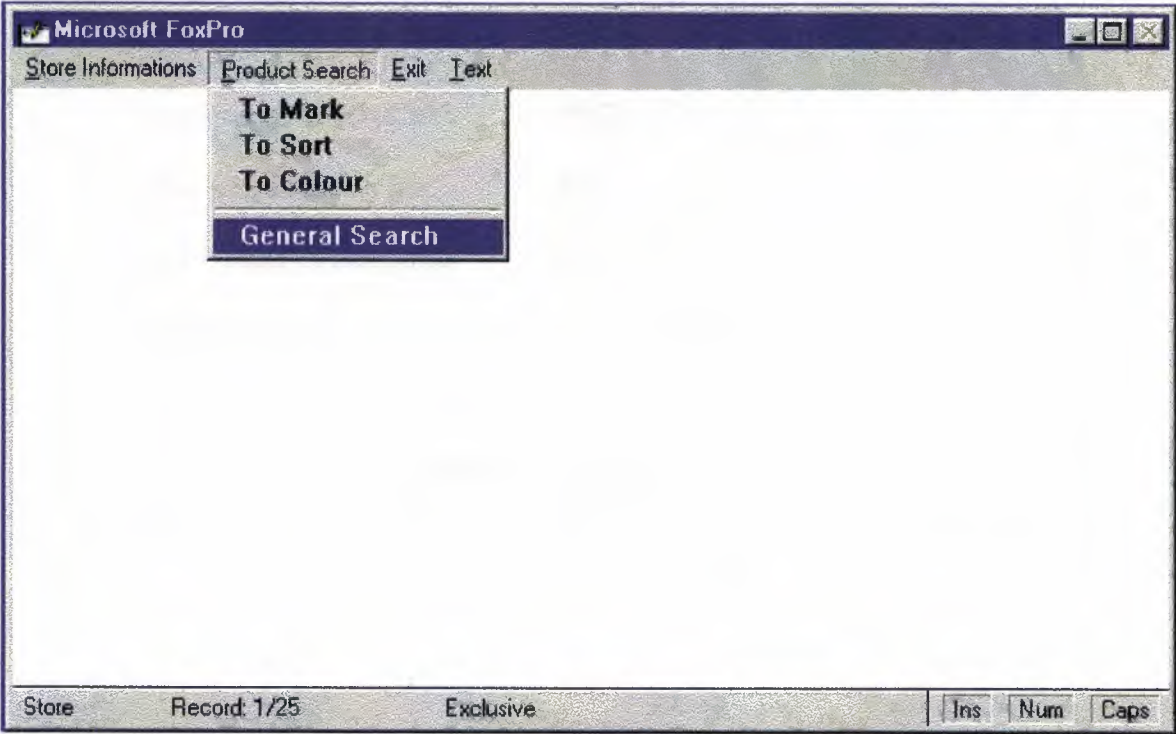 Microsoft FoxPro
Store Informations Product Search Exit Text
To Mark
To Sort
To Colour
General Search
Store Record: 1/25 Exclusive Ins Num Caps